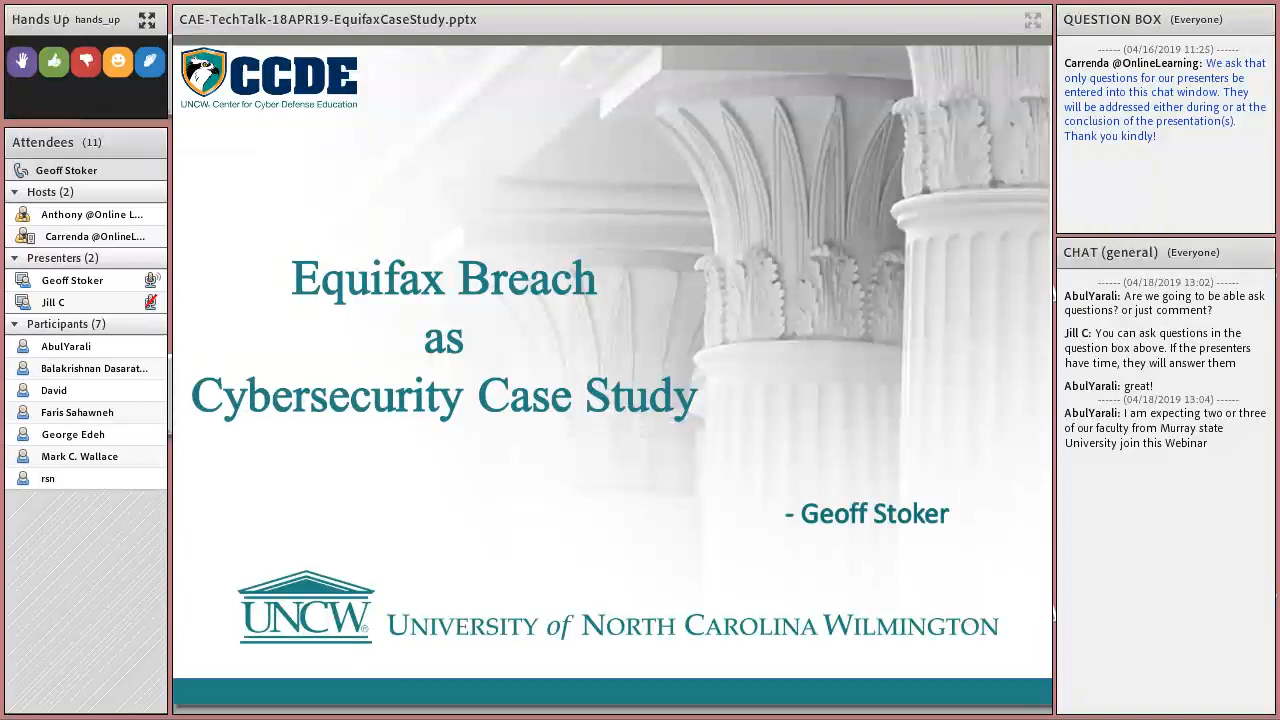 Hands Up hands_up
Attendees (11)
Geoff Stoker
Hosts (2)
Anthony @Online L...
Carrenda @OnlineL...
Presenters (2)
Geoff Stoker
Jill C
Participants (7)
AbulYarali
Balakrishnan Dasarat...
David
Faris Sahawneh
George Edeh
Mark C. Wallace
rsn
CAE-TechTalk-18APR19-EquifaxCaseStudy.pptx
CCDE
UNCW. Center for Cyber Defense Education
Equifax Breach
as
Cybersecurity Case Study
- Geoff Stoker
UNCW®
UNIVERSITY of NORTH CAROLINA WILMINGTON
QUESTION BOX (Everyone)
------ (04/16/2019 11:25) ------
Carrenda @OnlineLearning: We ask that
only questions for our presenters be
entered into this chat window. They
will be addressed either during or at the
conclusion of the presentation(s).
Thank you kindly!
CHAT (general) (Everyone)
------ (04/18/2019 13:02) ------
AbulYarali: Are we going to be able ask
questions? or just comment?
Jill C: You can ask questions in the
question box above. If the presenters
have time, they will answer them
AbulYarali: great!
------ (04/18/2019 13:04) ------
AbulYarali: I am expecting two or three
of our faculty from Murray state
University join this Webinar